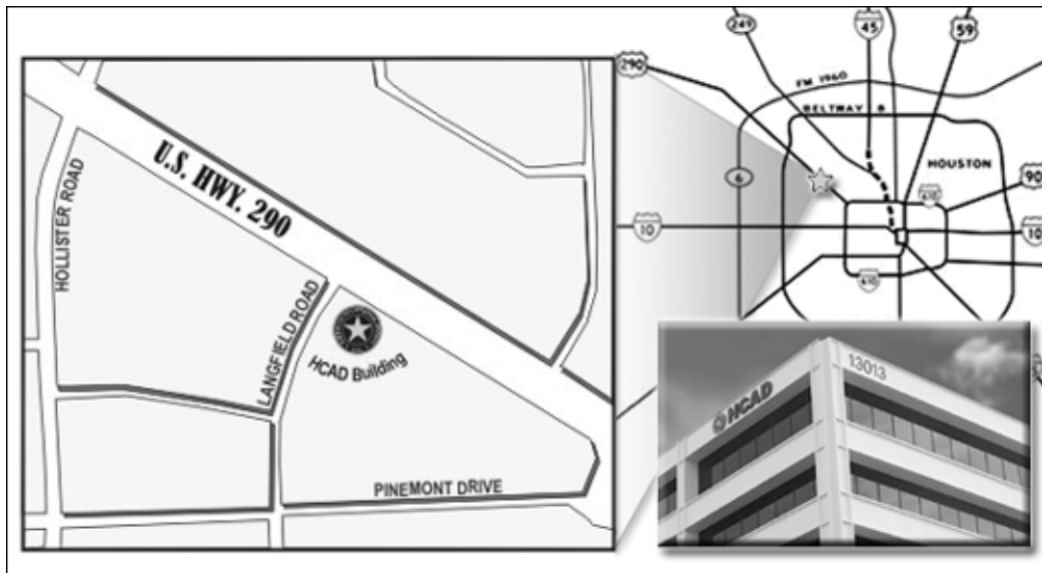 HOLLISTER ROAD
U.S. HWY. 290
LANGFIELD ROAD
HCAD Building
PINEMONT DRIVE
249
45
59
290
FM 1960
BELTWAY 8
HOUSTON
6
90
610
10
10
610
HCAD
13013